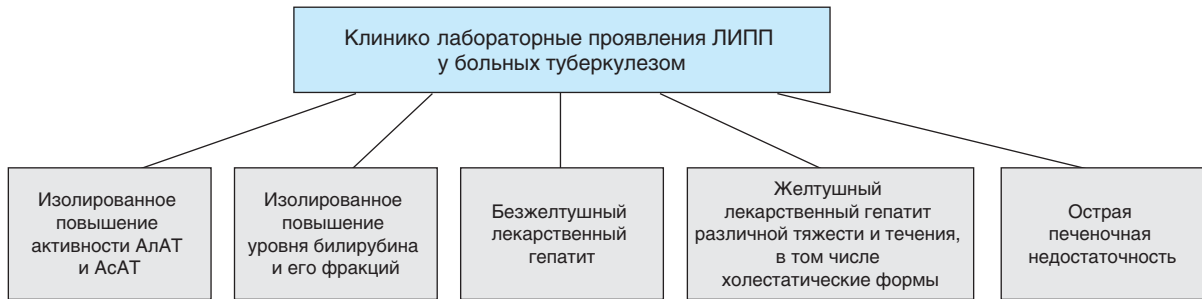 Клинико лабораторные проявления ЛИПП
у больных туберкулезом
Изолированное
повышение
активности АлАТ
и АсАТ
Изолированное
повышение
уровня билирубина
и его фракций
Безжелтушный
лекарственный
гепатит
Желтушный
лекарственный гепатит
различной тяжести и течения,
в том числе
холестатические формы
Острая
печеночная
недостаточность